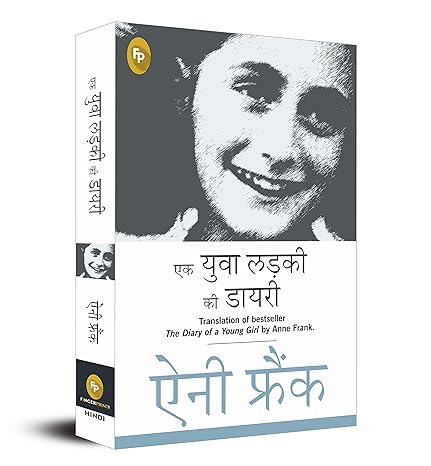 FP
एक युवा लड़की
की डायरी
Translation of bestseller
The Diary of a Young Girl by Anne Frank.
ऐनी फ्रैंक
एक युवा लड़की की डायरी
ऐनी फ्रैंक
FP
FINGERPRINT!
HINDI